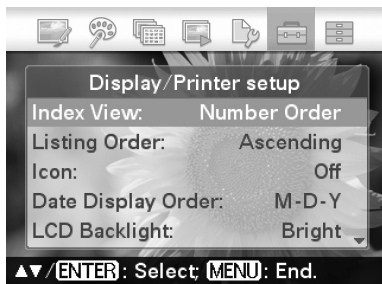 Display/Printer setup
Index View: Number Order
Listing Order: Ascending
Icon: Off
Date Display Order: M-D-Y
LCD Backlight: Bright
▲▼/ENTER: Select; MENU: End.